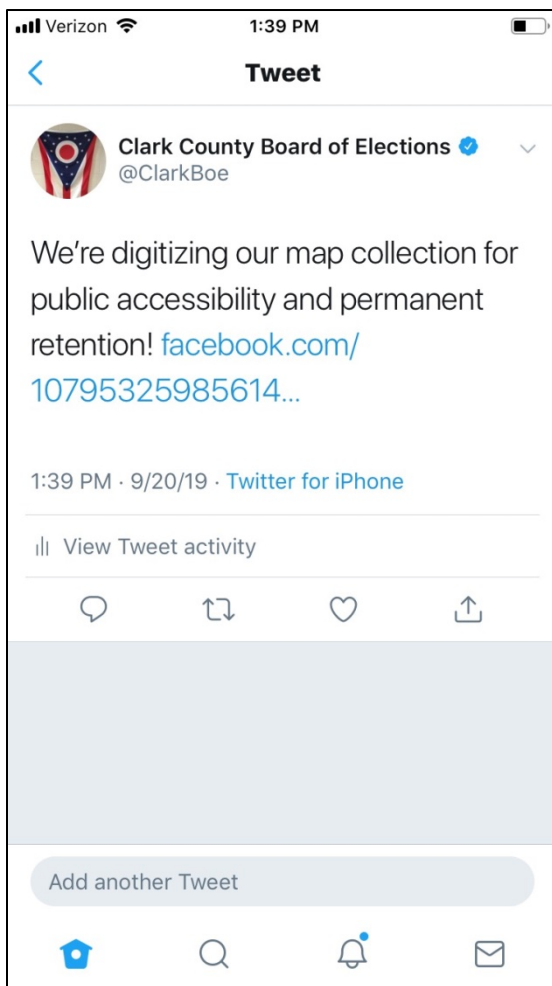 Verizon 1:39 PM
Tweet
Clark County Board of Elections
@ClarkBoe
We're digitizing our map collection for
public accessibility and permanent
retention! facebook.com/
10795325985614...
1:39 PM · 9/20/19 · Twitter for iPhone
View Tweet activity
Add another Tweet